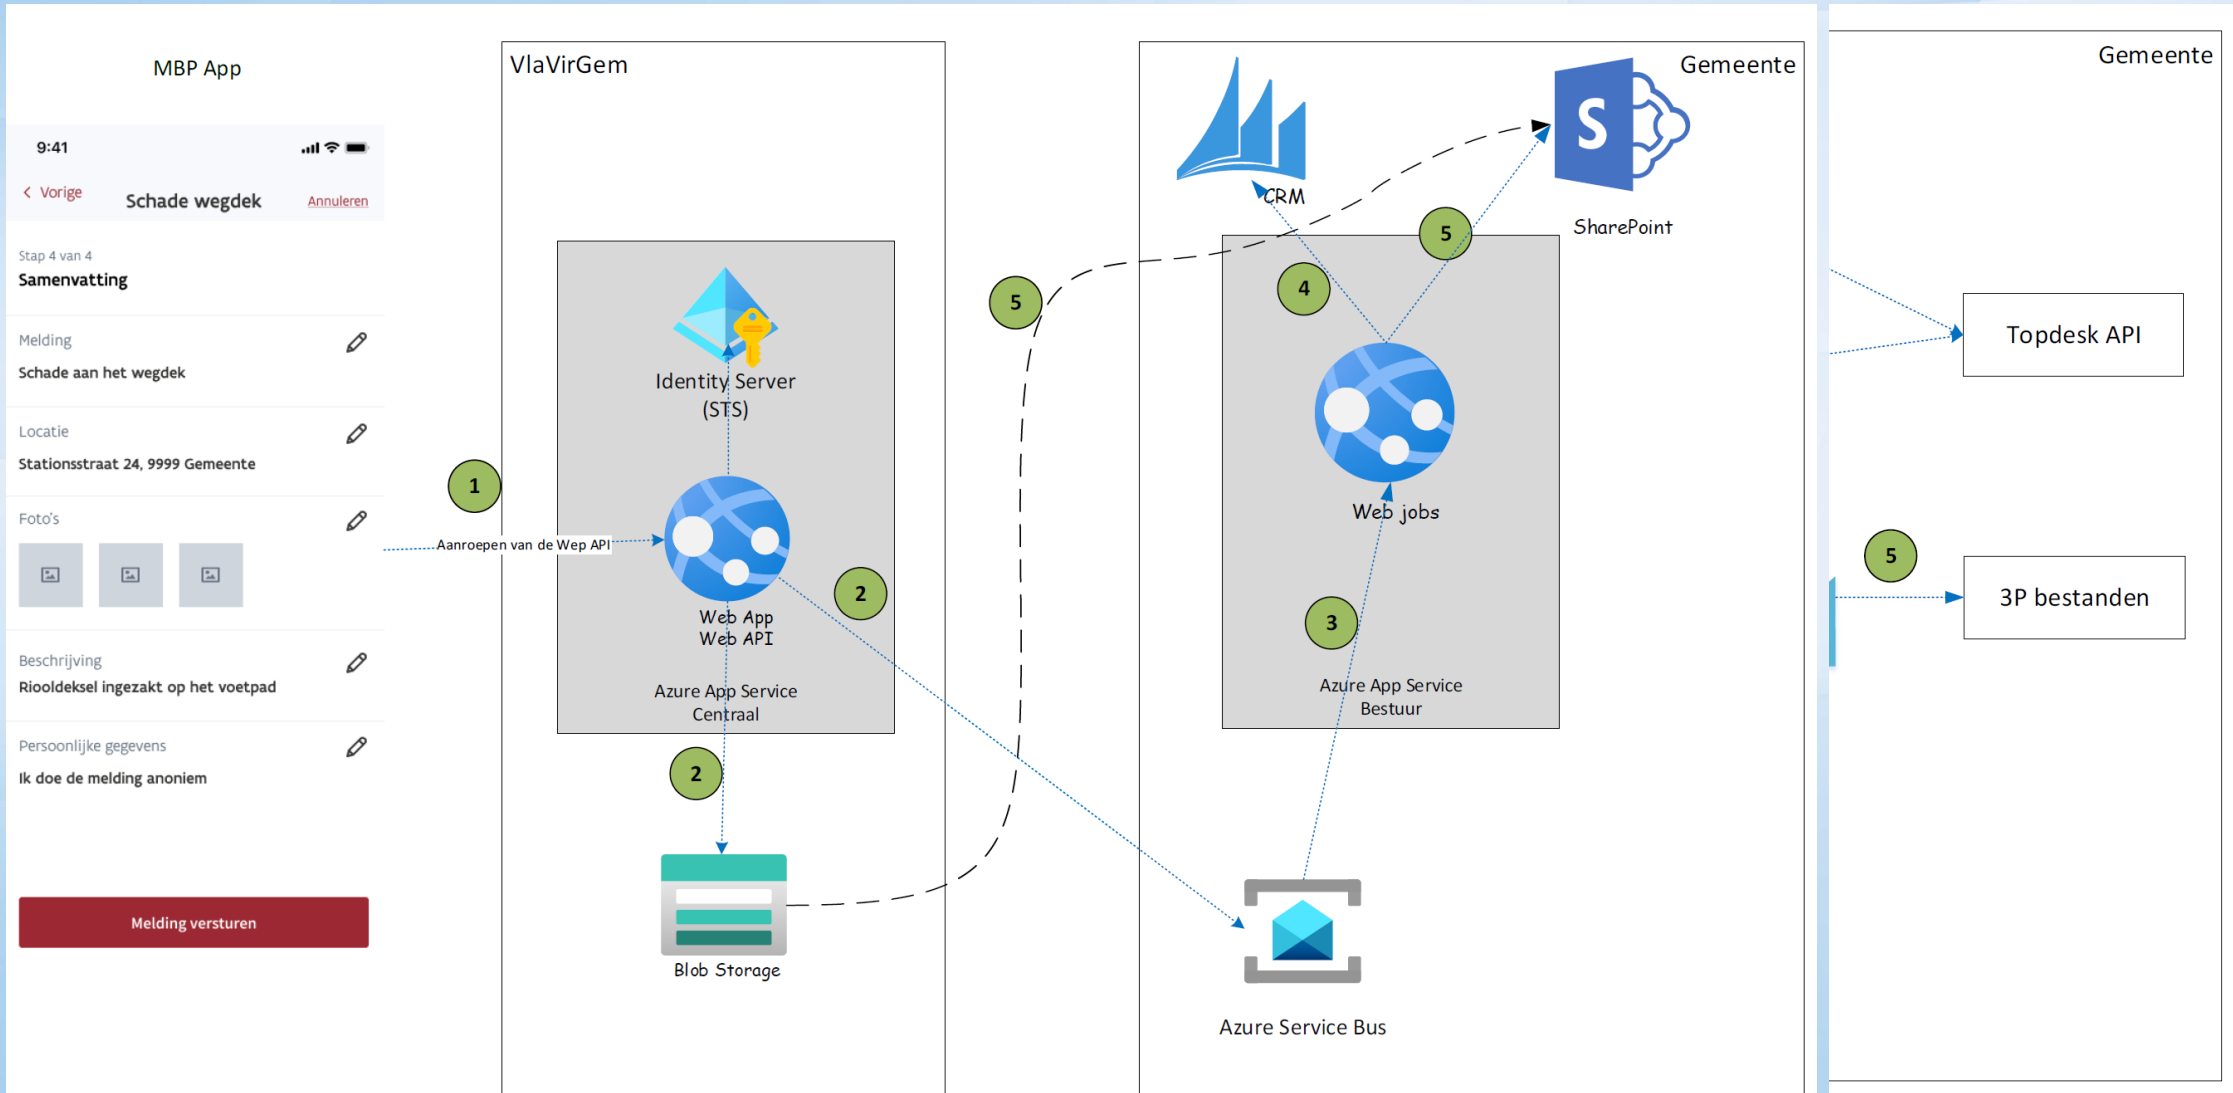 MBP App
9:41
Vorige
Schade wegdek
Annuleren
Stap 4 van 4
Samenvatting
Melding
Schade aan het wegdek
Locatie
Stationsstraat 24, 9999 Gemeente
Foto's
Beschrijving
Riooldeksel ingezakt op het voetpad
Persoonlijke gegevens
Ik doe de melding anoniem
Melding versturen
VlaVirGem
Identity Server
(STS)
1
Aanroepen van de Wep API
2
Web App
Web API
Azure App Service
Centraal
2
Blob Storage
5
Gemeente
CRM
S
SharePoint
5
4
Web jobs
3
Azure App Service
Bestuur
Azure Service Bus
Gemeente
Topdesk API
5
3P bestanden